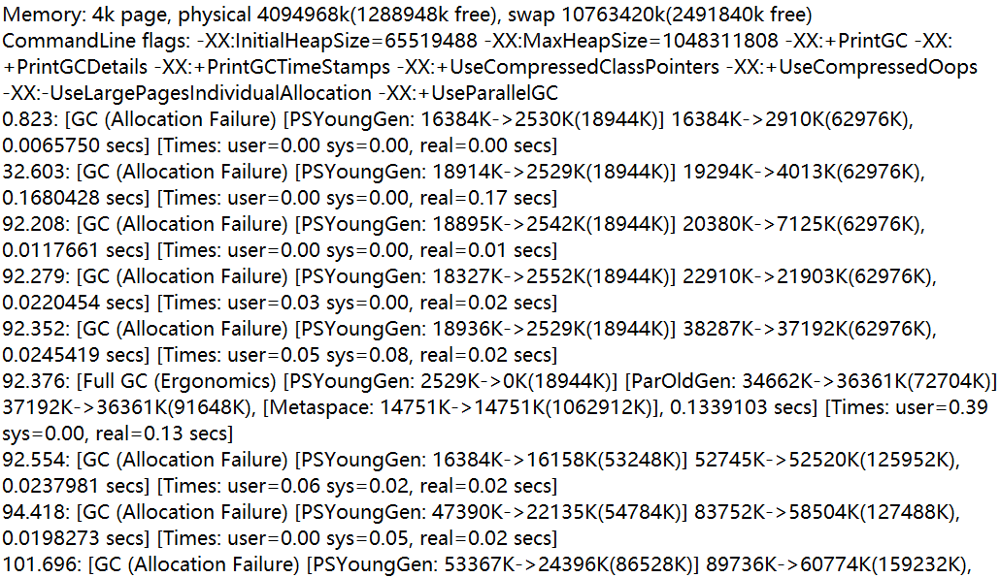 Memory: 4k page, physical 4094968k(1288948k free), swap 10763420k(2491840k free)
CommandLine flags: -XX:InitialHeapSize=65519488 -XX:MaxHeapSize=1048311808 -XX:+PrintGC -XX:
+PrintGCDetails -XX:+PrintGCTimeStamps -XX:+UseCompressedClassPointers -XX:+UseCompressedOops
-XX:-UseLargePagesIndividualAllocation -XX:+UseParallelGC
0.823: [GC (Allocation Failure) [PSYoungGen: 16384K->2530K(18944K)] 16384K->2910K(62976K),
0.0065750 secs] [Times: user=0.00 sys=0.00, real=0.00 secs]
32.603: [GC (Allocation Failure) [PSYoungGen: 18914K->2529K(18944K)] 19294K->4013K(62976K),
0.1680428 secs] [Times: user=0.00 sys=0.00, real=0.17 secs]
92.208: [GC (Allocation Failure) [PSYoungGen: 18895K->2542K(18944K)] 20380K->7125K(62976K),
0.0117661 secs] [Times: user=0.00 sys=0.00, real=0.01 secs]
92.279: [GC (Allocation Failure) [PSYoungGen: 18327K->2552K(18944K)] 22910K->21903K(62976K),
0.0220454 secs] [Times: user=0.03 sys=0.00, real=0.02 secs]
92.352: [GC (Allocation Failure) [PSYoungGen: 18936K->2529K(18944K)] 38287K->37192K(62976K),
0.0245419 secs] [Times: user=0.05 sys=0.08, real=0.02 secs]
92.376: [Full GC (Ergonomics) [PSYoungGen: 2529K->0K(18944K)] [ParOldGen: 34662K->36361K(72704K)]
37192K->36361K(91648K), [Metaspace: 14751K->14751K(1062912K)], 0.1339103 secs] [Times: user=0.39
sys=0.00, real=0.13 secs]
92.554: [GC (Allocation Failure) [PSYoungGen: 16384K->16158K(53248K)] 52745K->52520K(125952K),
0.0237981 secs] [Times: user=0.06 sys=0.02, real=0.02 secs]
94.418: [GC (Allocation Failure) [PSYoungGen: 47390K->22135K(54784K)] 83752K->58504K(127488K),
0.0198273 secs] [Times: user=0.00 sys=0.05, real=0.02 secs]
101.696: [GC (Allocation Failure) [PSYoungGen: 53367K->24396K(86528K)] 89736K->60774K(159232K),